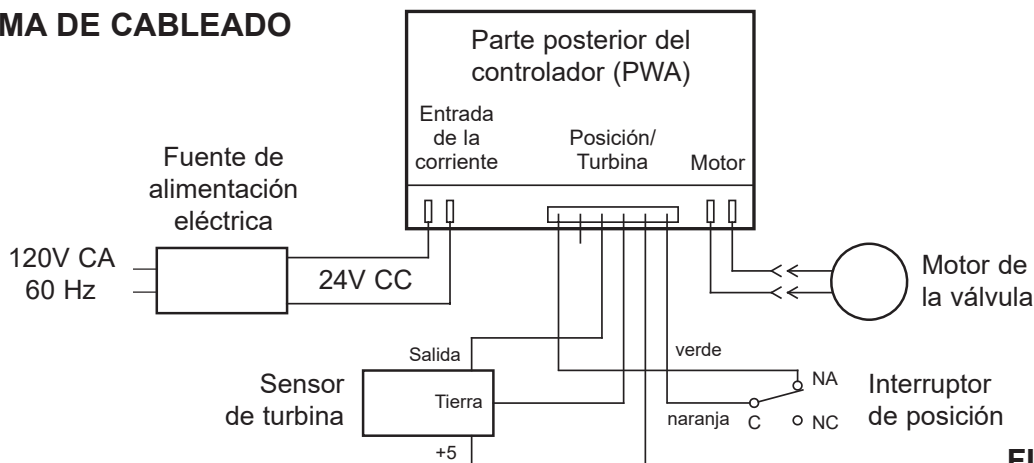 MA DE CABLEADO
Parte posterior del
controlador (PWA)
Entrada
de la
corriente
Posición/
Turbina
Motor
Fuente de
alimentación
eléctrica
120V CA
60 Hz
24V CC
Motor de
la válvula
Salida
verde
Sensor
de turbina
Tierra
naranja
C
NA
NC
Interruptor
de posición
+5